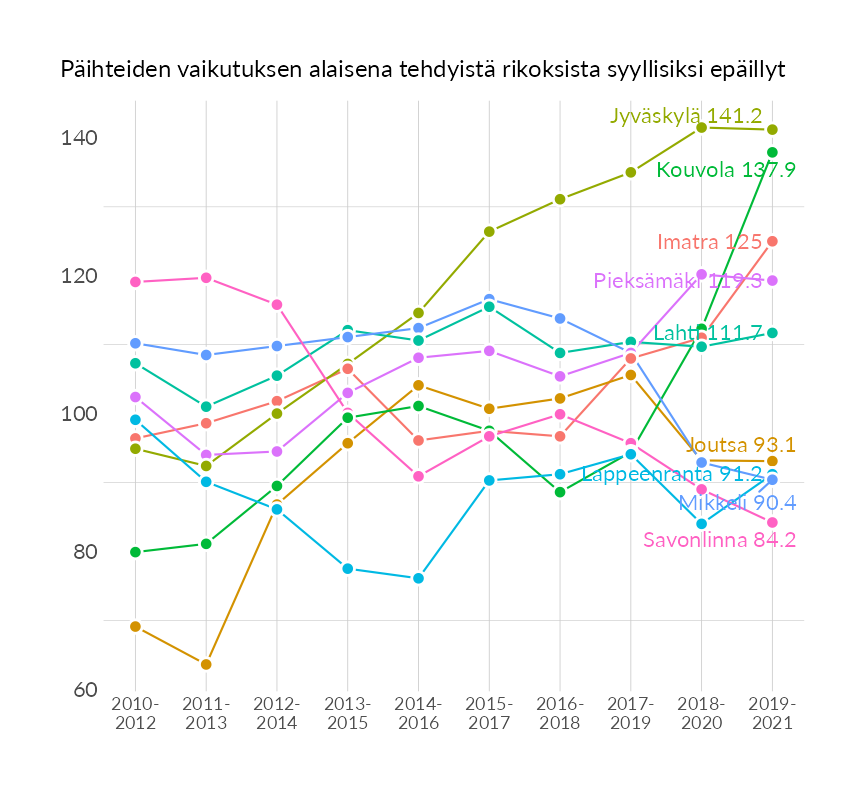 Päihteiden vaikutuksen alaisena tehdyistä rikoksista syyllisiksi epäillyt
140
120
100
80
60
Jyväskylä 141.2
Kouvola 137.9
Imatra 125
Pieksämäki 119.3
Lahti 111.7
Joutsa 93.1
Lappeenranta 91.2
Mikkeli 90.4
Savonlinna 84.2
2010- 2011- 2012- 2013- 2014- 2015- 2016- 2017- 2018- 2019-
2012 2013 2014 2015 2016 2017 2018 2019 2020 2021